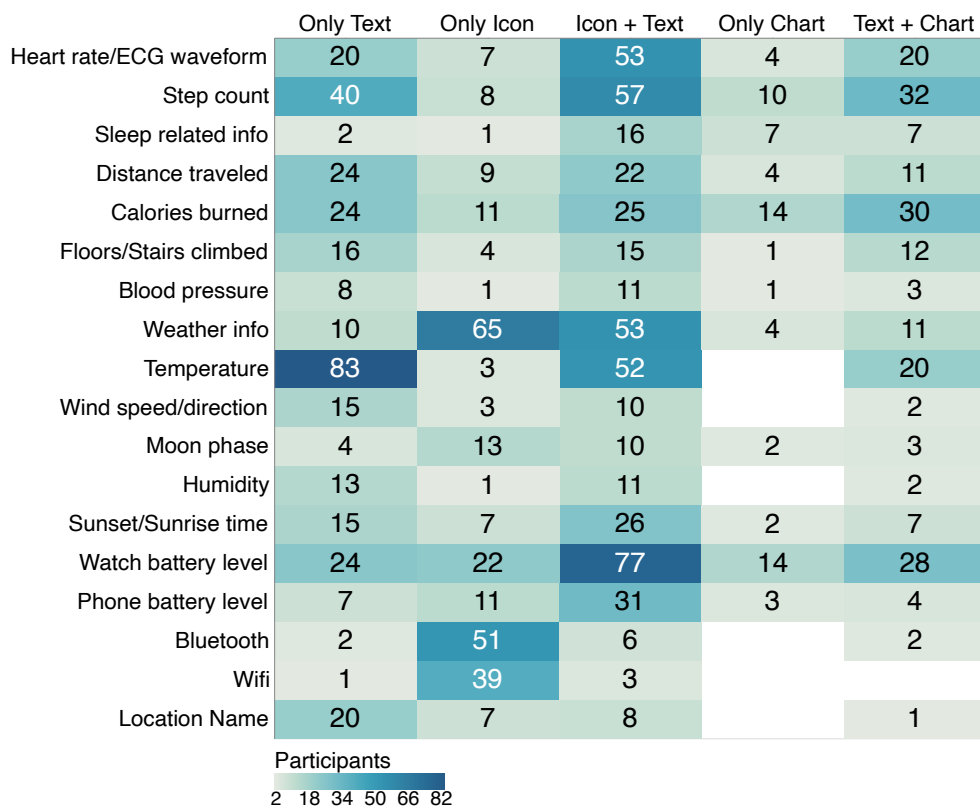 Only Text Only Icon Icon + Text Only Chart Text + Chart
Heart rate/ECG waveform 20 7 53 4 20
Step count 40 8 57 10 32
Sleep related info 2 1 16 7 7
Distance traveled 24 9 22 4 11
Calories burned 24 11 25 14 30
Floors/Stairs climbed 16 4 15 1 12
Blood pressure 8 1 11 1 3
Weather info 10 65 53 4 11
Temperature 83 3 52 20
Wind speed/direction 15 3 10 2
Moon phase 4 13 10 2 3
Humidity 13 1 11 2
Sunset/Sunrise time 15 7 26 2 7
Watch battery level 24 22 77 14 28
Phone battery level 7 11 31 3 4
Bluetooth 2 51 6 2
Wifi 1 39 3
Location Name 20 7 8 1
Participants
2 18 34 50 66 82